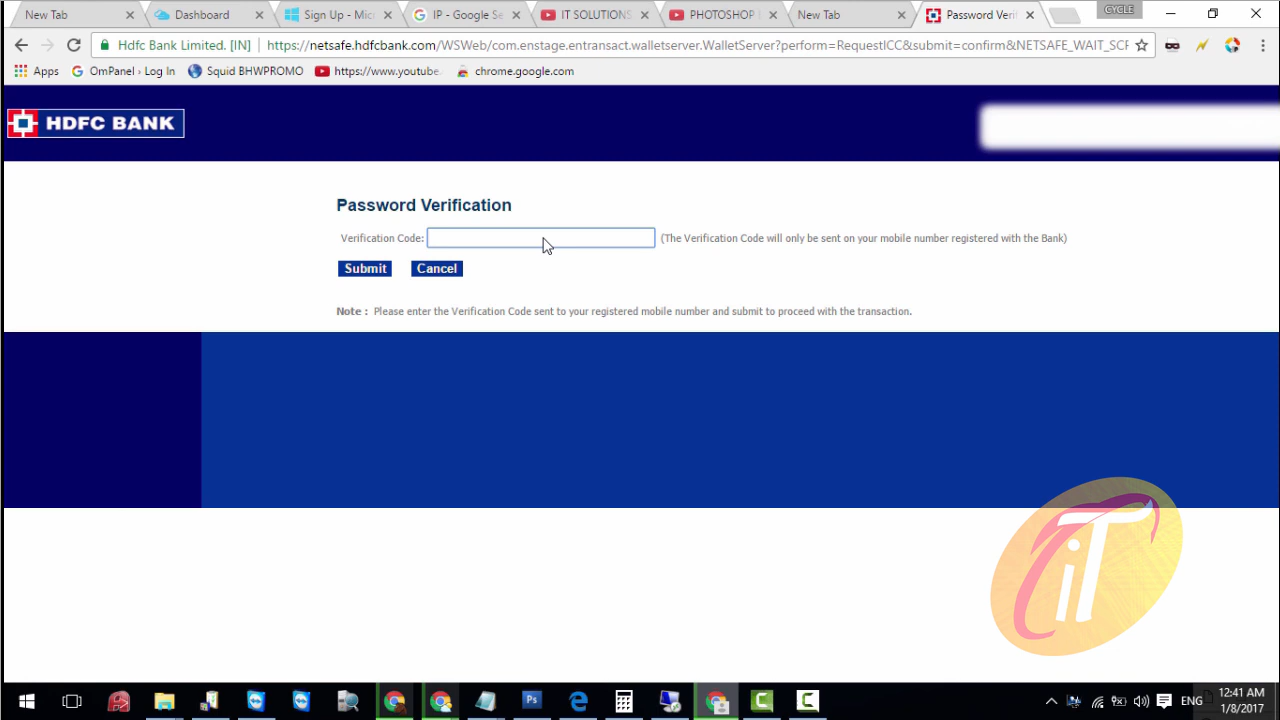 New Tab
Dashboard
Sign Up - Micr
IP - Google Se
IT SOLUTIONS
PHOTOSHOP
New Tab
Password Veri
CYCLE
Hdfc Bank Limited. [IN]
https://netsafe.hdfcbank.com/WSWeb/com.enstage.entransact.walletserver.WalletServer?perform=RequestICC&submit=confirm&NETSAFE_WAIT_SCF
Apps
OmPanel › Log In
Squid BHWPROMO
https://www.youtube.
chrome.google.com
HDFC BANK
Password Verification
Verification Code:
(The Verification Code will only be sent on your mobile number registered with the Bank)
Submit
Cancel
Note : Please enter the Verification Code sent to your registered mobile number and submit to proceed with the transaction.
iT
Ps
ENG
12:41 AM
1/8/2017